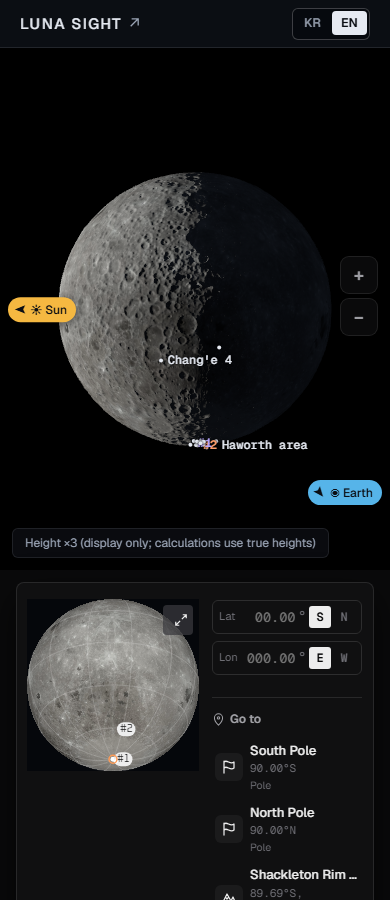 LUNA SIGHT
KR EN
+
−
Sun
Chang'e 4
#2 Haworth area
Earth
Height ×3 (display only; calculations use true heights)
Lat 00.00° S N
Lon 000.00° E W
#2
#1
Go to
South Pole
90.00°S
Pole
North Pole
90.00°N
Pole
Shackleton Rim …
89.69°S,